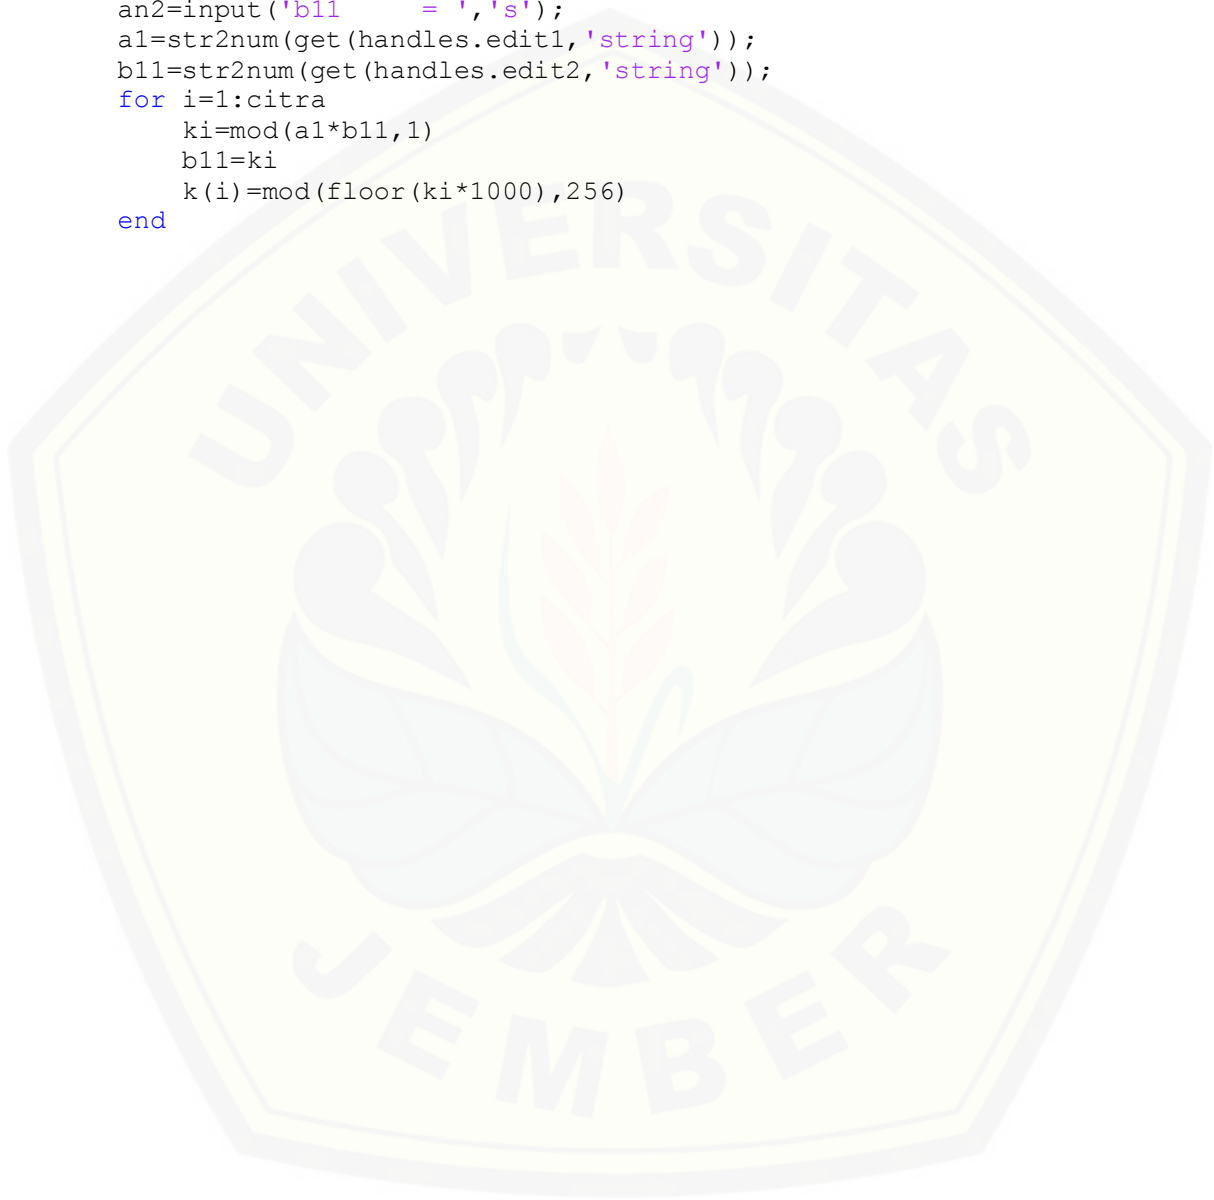 an2=input('b11     = ','s');
a1=str2num(get(handles.edit1,'string'));
b11=str2num(get(handles.edit2,'string'));
for i=1:citra
    ki=mod(a1*b11,1)
    b11=ki
    k(i)=mod(floor(ki*1000),256)
end
UNIVERSITAS
JEMBER